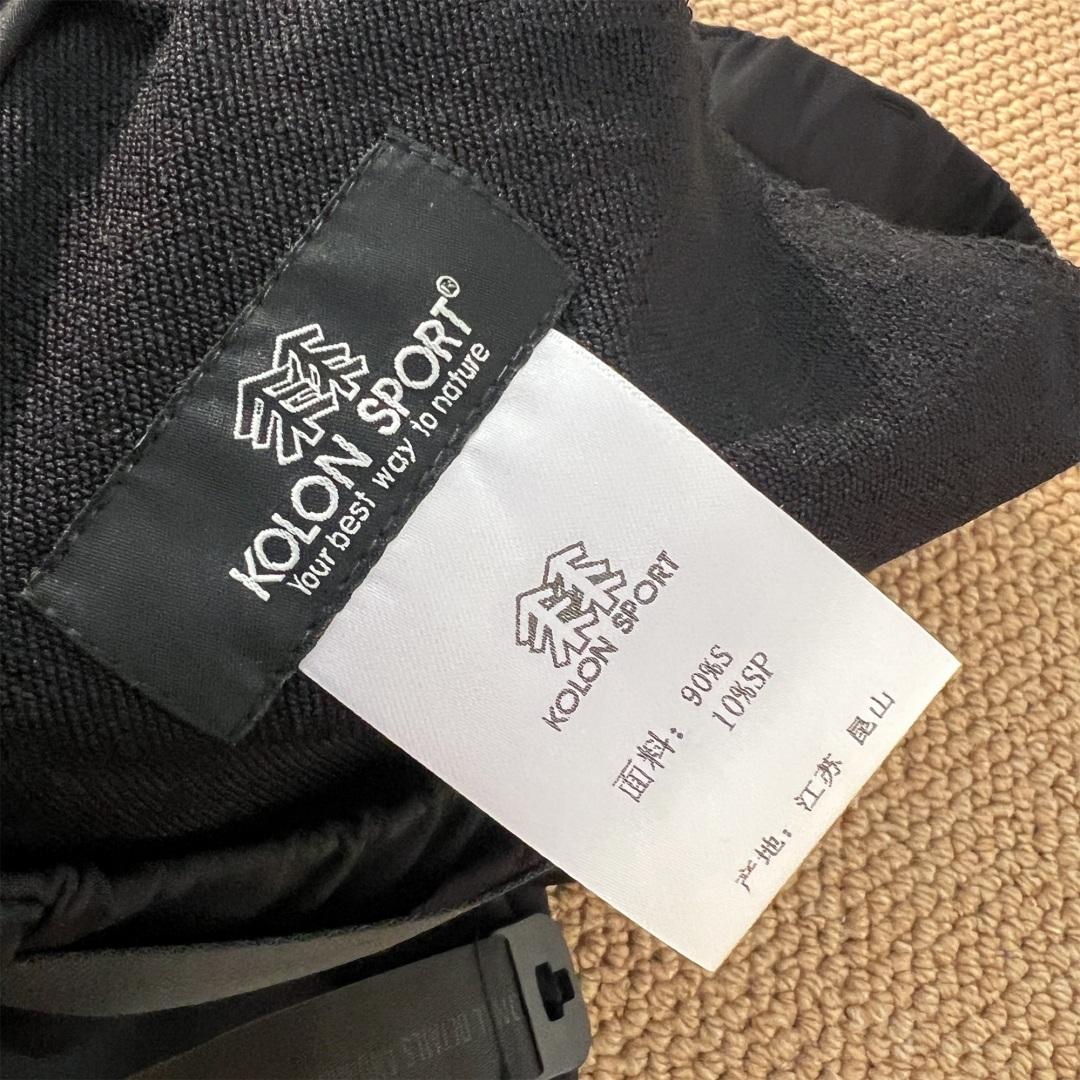 KOLON SPORT®
Your best way to nature
KOLON SPORT
面料: 90%S
10%SP
产地: 江苏 昆山